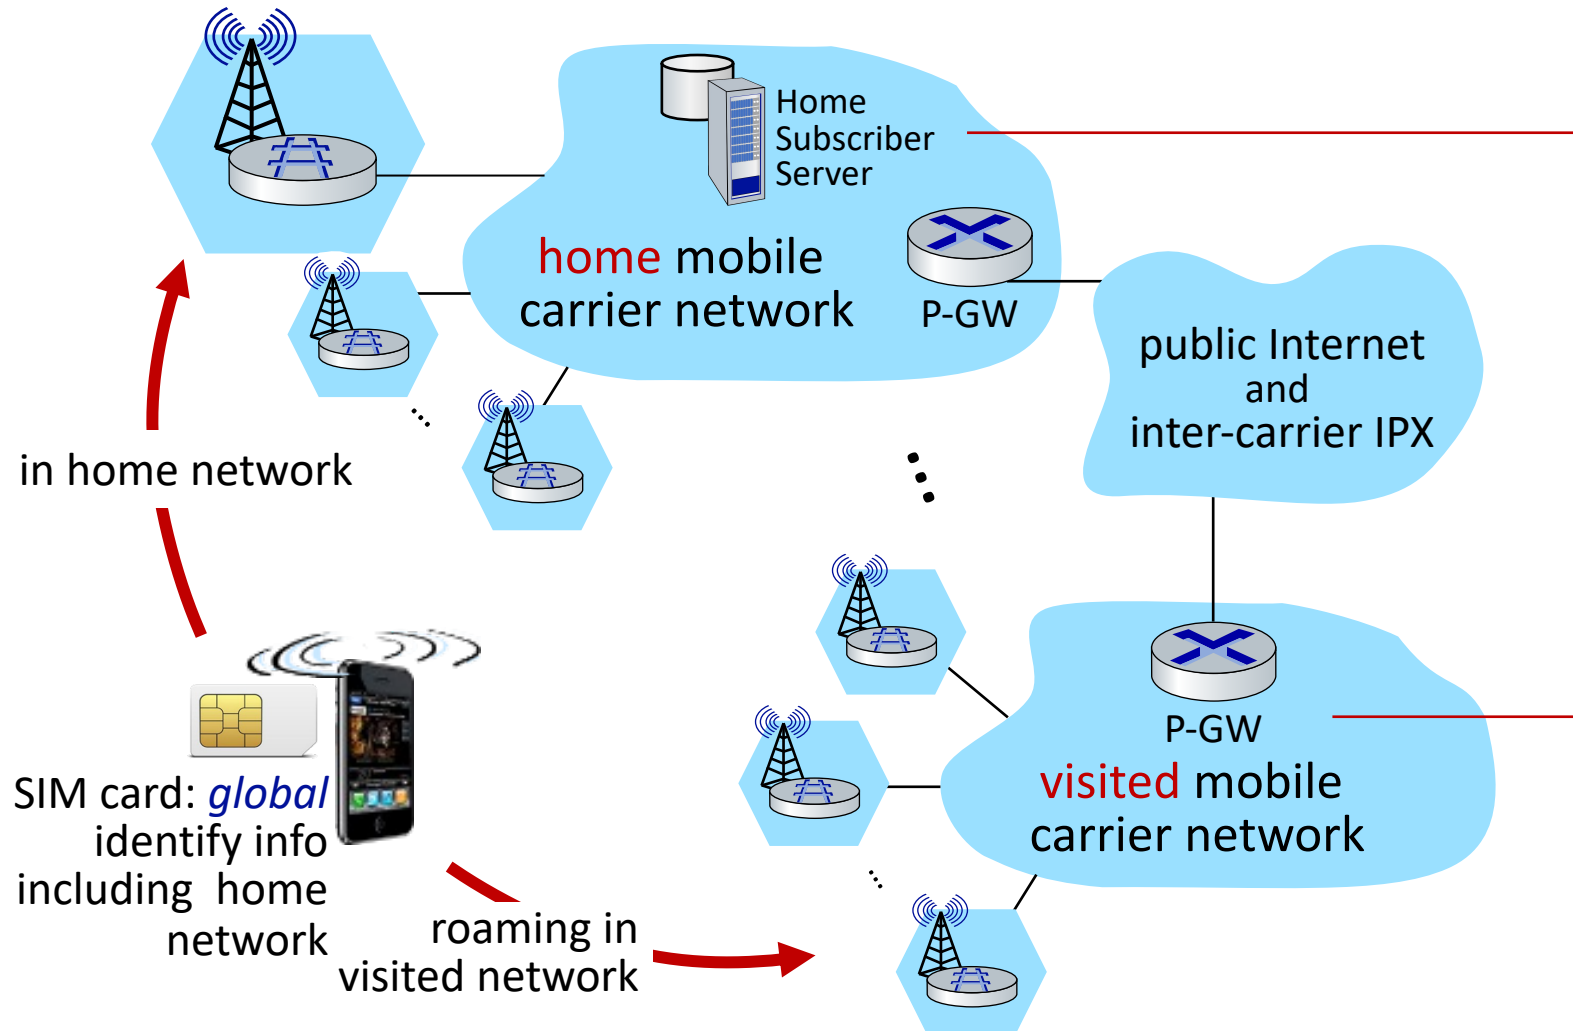 Home
Subscriber
Server
home mobile
carrier network
P-GW
public Internet
and
inter-carrier IPX
in home network
P-GW
visited mobile
carrier network
SIM card: global
identify info
including home
network
roaming in
visited network